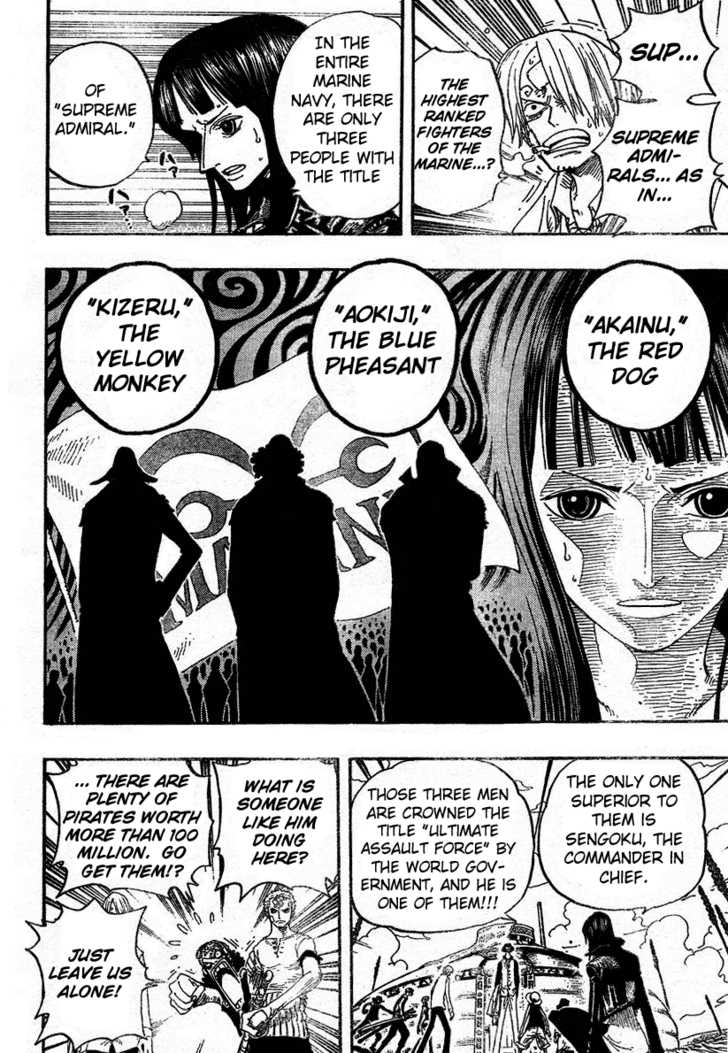 SUP...
SUPREME
ADMI-
RALS... AS
IN...
THE
HIGHEST
RANKED
FIGHTERS
OF THE
MARINE...?
IN THE
ENTIRE
MARINE
NAVY, THERE
ARE ONLY
THREE
PEOPLE WITH
THE TITLE
OF
"SUPREME
ADMIRAL."
"AKAINU,"
THE RED
DOG
"AOKIJI,"
THE BLUE
PHEASANT
"KIZERU,"
THE
YELLOW
MONKEY
THE ONLY ONE
SUPERIOR TO
THEM IS
SENGOKU, THE
COMMANDER IN
CHIEF.
THOSE THREE MEN
ARE CROWNED THE
TITLE "ULTIMATE
ASSAULT FORCE" BY
THE WORLD GOV-
ERNMENT, AND HE IS
ONE OF THEM!!!
WHAT IS
SOMEONE
LIKE HIM
DOING
HERE?
... THERE ARE
PLENTY OF
PIRATES WORTH
MORE THAN 100
MILLION. GO
GET THEM!?
JUST
LEAVE US
ALONE!